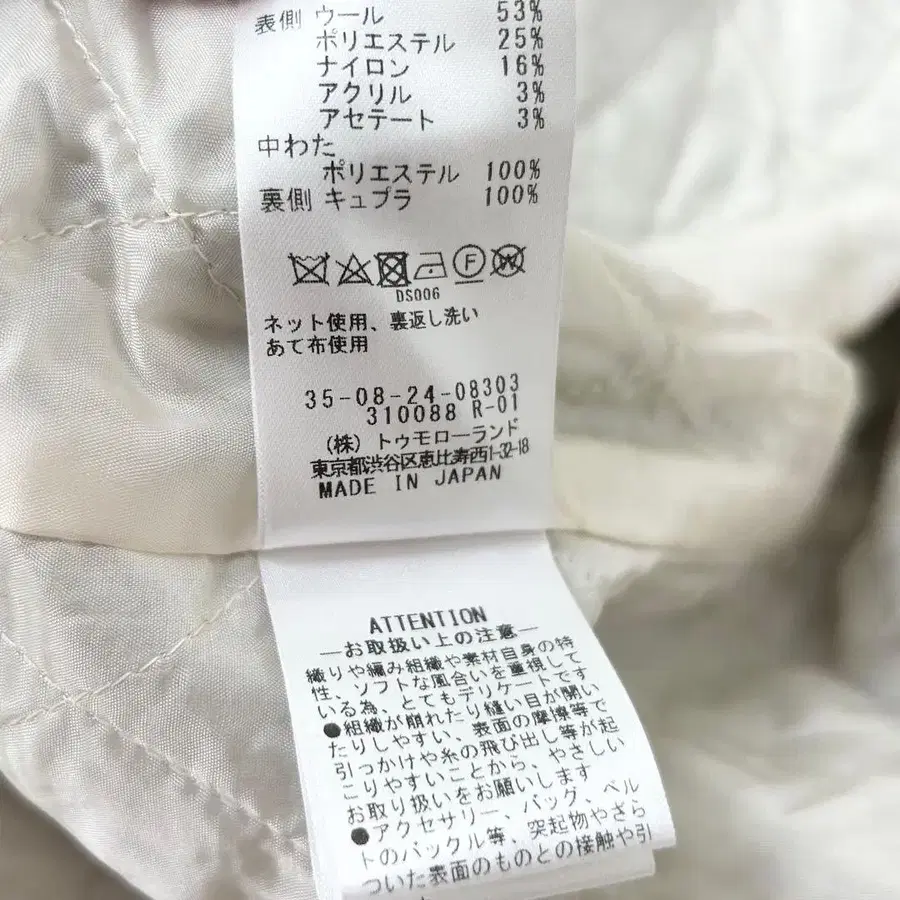 表側 ウール 53%
ポリエステル 25%
ナイロン 16%
アクリル 3%
アセテート 3%
中わた
ポリエステル 100%
裏側 キュプラ 100%
F W
DS006
ネット使用、裏返し洗い
あて布使用
35-08-24-08303
310088 R-01
(株) トゥモローランド
東京都渋谷区恵比寿西1-32-18
MADE IN JAPAN
ATTENTION
―お取扱い上の注意―
織りや編み組織や素材自身の特
性、ソフトな風合いを重視して
いる為、とてもデリケートです
●組織が崩れたり縫い目が開い
たりしやすい、表面の摩擦等で
引っかけや糸の飛び出し等が起
こりやすいことから、やさしい
お取り扱いをお願いします
●アクセサリー、バッグ、ベル
トのバックル等、突起物やざら
ついた表面のものとの接触や引